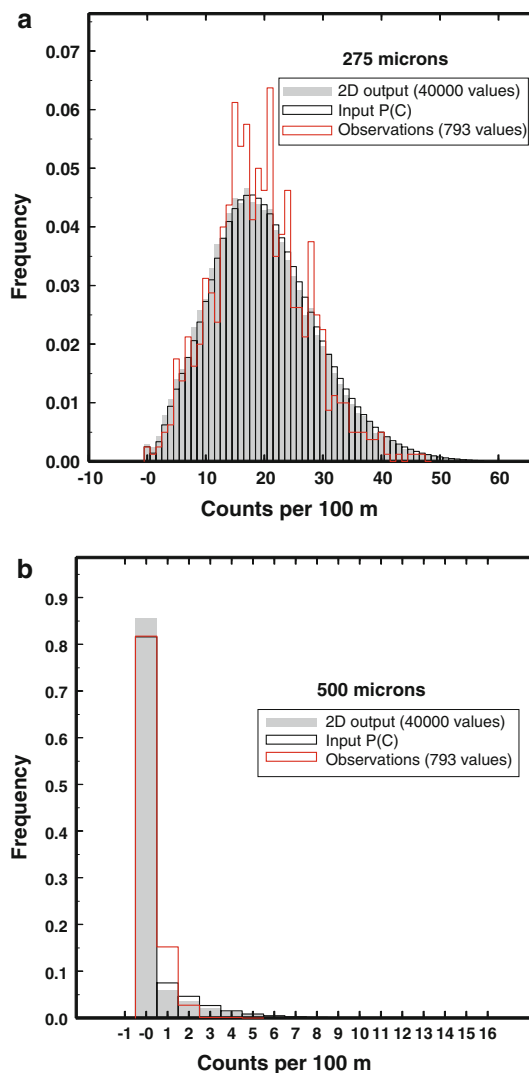 a
0.07
0.06
0.05
0.04
0.03
0.02
0.01
0.00
Frequency
275 microns
2D output (40000 values)
Input P(C)
Observations (793 values)
-10 -0 10 20 30 40 50 60
Counts per 100 m
b
0.9
0.8
0.7
0.6
0.5
0.4
0.3
0.2
0.1
0.0
Frequency
500 microns
2D output (40000 values)
Input P(C)
Observations (793 values)
-1 -0 1 2 3 4 5 6 7 8 9 10 11 12 13 14 15 16
Counts per 100 m